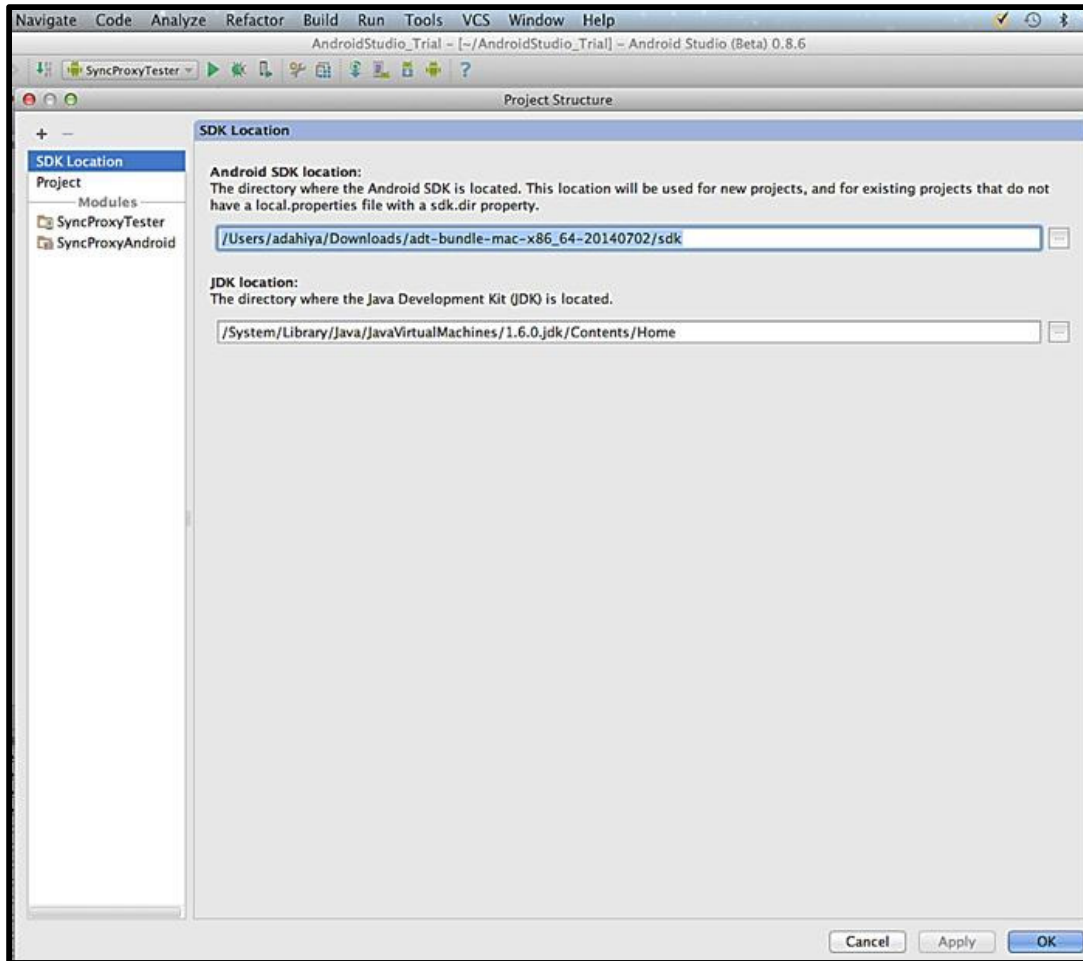 Navigate Code Analyze Refactor Build Run Tools VCS Window Help
AndroidStudio_Trial – [~/AndroidStudio_Trial] – Android Studio (Beta) 0.8.6
SyncProxyTester ?
Project Structure
+ –
SDK Location
Project
Modules
SyncProxyTester
SyncProxyAndroid
SDK Location
Android SDK location:
The directory where the Android SDK is located. This location will be used for new projects, and for existing projects that do not
have a local.properties file with a sdk.dir property.
/Users/adahiya/Downloads/adt-bundle-mac-x86_64-20140702/sdk
...
JDK location:
The directory where the Java Development Kit (JDK) is located.
/System/Library/Java/JavaVirtualMachines/1.6.0.jdk/Contents/Home
...
Cancel Apply OK